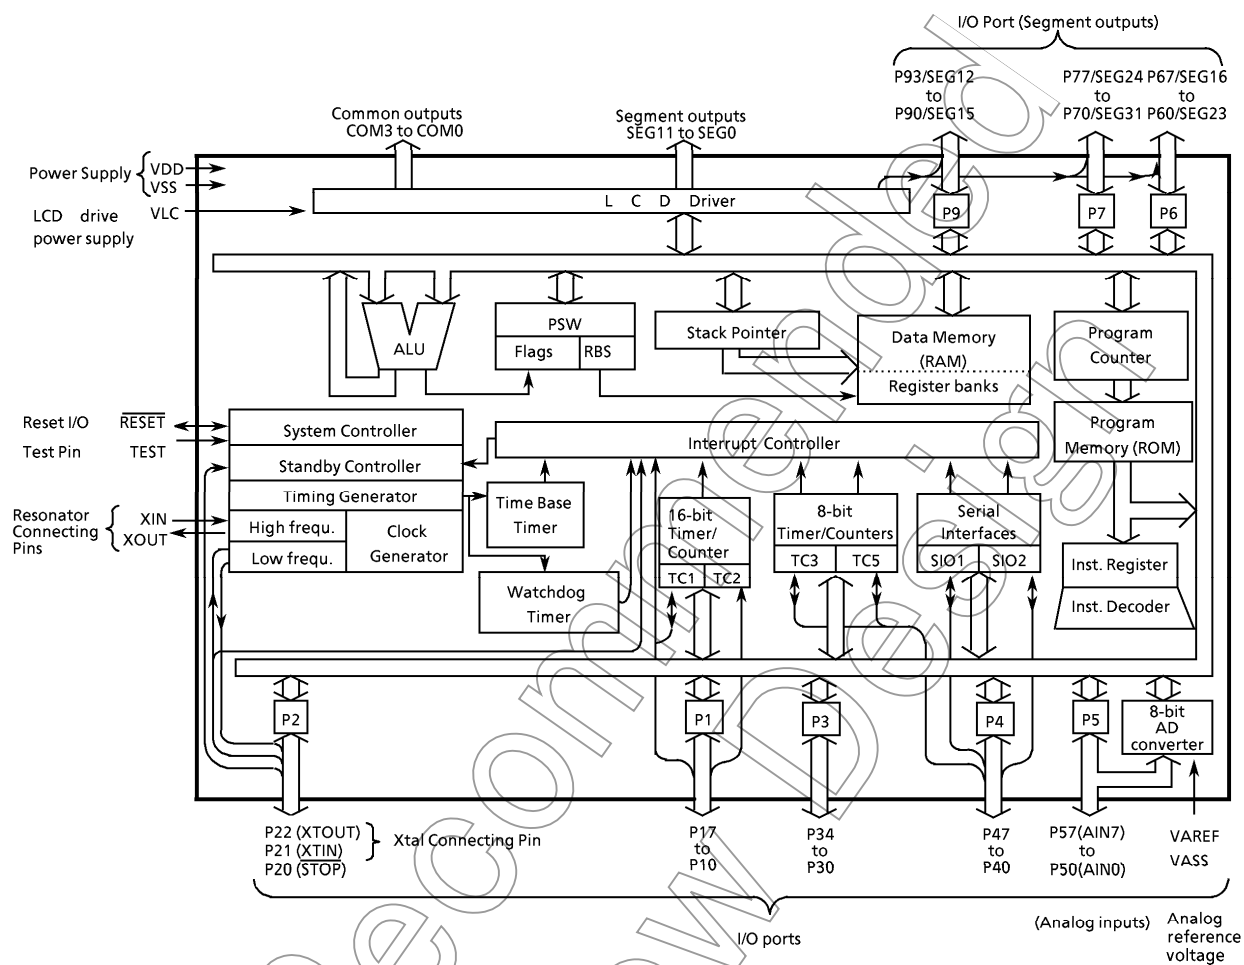 I/O Port (Segment outputs)
P93/SEG12
to
P90/SEG15
P77/SEG24
to
P70/SEG31
P67/SEG16
to
P60/SEG23
Common outputs
COM3 to COM0
Segment outputs
SEG11 to SEG0
Power Supply
VDD
VSS
LCD drive
power supply
VLC
L C D Driver
P9
P7
P6
ALU
PSW
Flags
RBS
Stack Pointer
Data Memory
(RAM)
Register banks
Program
Counter
Reset I/O
RESET
Test Pin
TEST
System Controller
Standby Controller
Timing Generator
High frequ.
Low frequ.
Clock
Generator
Interrupt Controller
Program
Memory (ROM)
Resonator
Connecting
Pins
XIN
XOUT
Time Base
Timer
Watchdog
Timer
16-bit
Timer/
Counter
TC1
TC2
8-bit
Timer/Counters
TC3
TC5
Serial
Interfaces
SIO1
SIO2
Inst. Register
Inst. Decoder
P2
P1
P3
P4
P5
8-bit
AD
converter
P22 (XTOUT)
P21 (XTIN)
P20 (STOP)
Xtal Connecting Pin
P17
to
P10
P34
to
P30
P47
to
P40
P57(AIN7)
to
P50(AIN0)
VAREF
VASS
I/O ports
(Analog inputs)
Analog
reference
voltage
ecommended
w Design